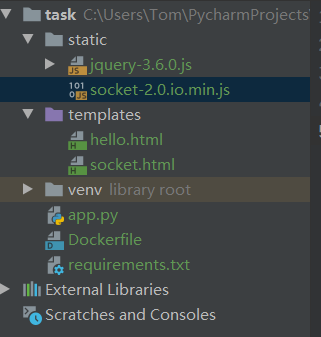 task C:\Users\Tom\PycharmProjects
static
jquery-3.6.0.js
socket-2.0.io.min.js
templates
hello.html
socket.html
venv library root
app.py
Dockerfile
requirements.txt
External Libraries
Scratches and Consoles